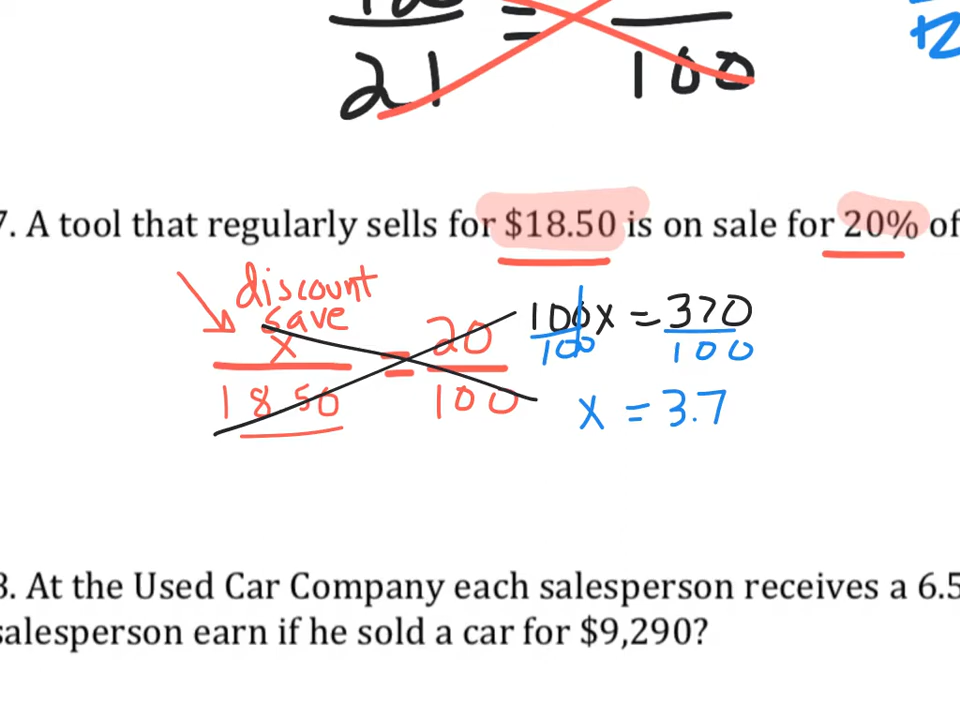 21 = 100
+2
7. A tool that regularly sells for $18.50 is on sale for 20% of
discount
save
x
18 50 = 20
100
100x = 370
100 100
x = 3.7
8. At the Used Car Company each salesperson receives a 6.5
salesperson earn if he sold a car for $9,290?